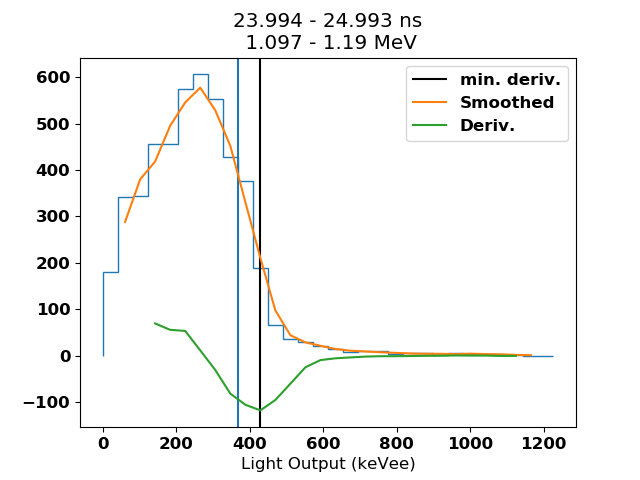 23.994 - 24.993 ns
1.097 - 1.19 MeV
min. deriv.
Smoothed
Deriv.
600
500
400
300
200
100
0
−100
0 200 400 600 800 1000 1200
Light Output (keVee)